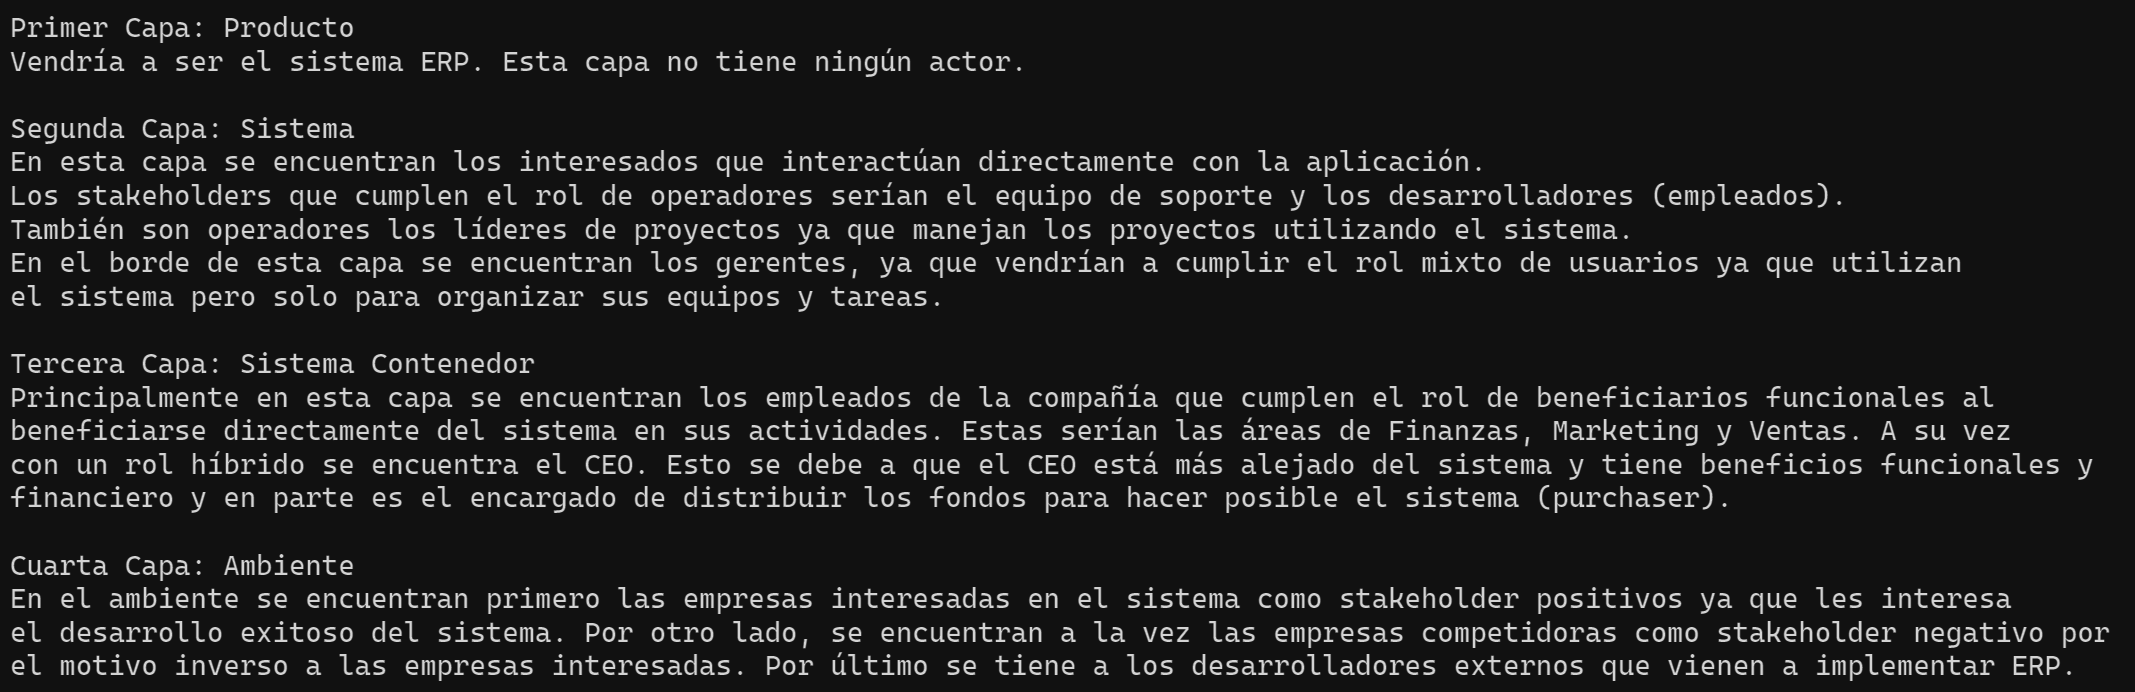 Primer Capa: Producto
Vendría a ser el sistema ERP. Esta capa no tiene ningún actor.
Segunda Capa: Sistema
En esta capa se encuentran los interesados que interactúan directamente con la aplicación.
Los stakeholders que cumplen el rol de operadores serían el equipo de soporte y los desarrolladores (empleados).
También son operadores los líderes de proyectos ya que manejan los proyectos utilizando el sistema.
En el borde de esta capa se encuentran los gerentes, ya que vendrían a cumplir el rol mixto de usuarios ya que utilizan
el sistema pero solo para organizar sus equipos y tareas.
Tercera Capa: Sistema Contenedor
Principalmente en esta capa se encuentran los empleados de la compañía que cumplen el rol de beneficiarios funcionales al
beneficiarse directamente del sistema en sus actividades. Estas serían las áreas de Finanzas, Marketing y Ventas. A su vez
con un rol híbrido se encuentra el CEO. Esto se debe a que el CEO está más alejado del sistema y tiene beneficios funcionales y
financiero y en parte es el encargado de distribuir los fondos para hacer posible el sistema (purchaser).
Cuarta Capa: Ambiente
En el ambiente se encuentran primero las empresas interesadas en el sistema como stakeholder positivos ya que les interesa
el desarrollo exitoso del sistema. Por otro lado, se encuentran a la vez las empresas competidoras como stakeholder negativo por
el motivo inverso a las empresas interesadas. Por último se tiene a los desarrolladores externos que vienen a implementar ERP.